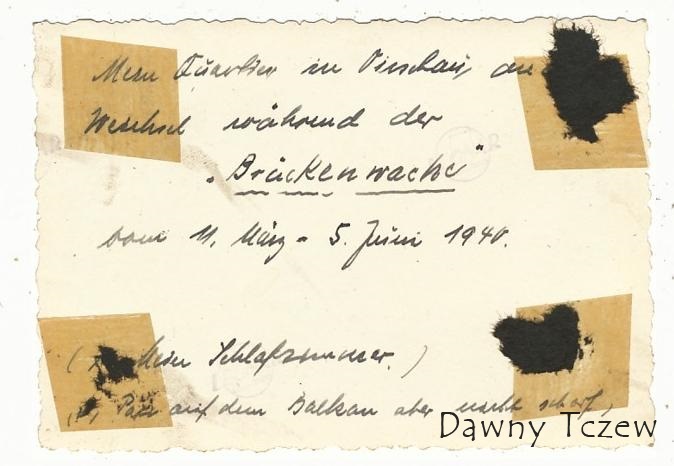 Mein Quartier in Dirschau, an
Weichsel während der
„Brückenwache"
vom 11. März - 5. Juni 1940.
( Mein Schlafzimmer. )
auf dem Balkon aber nicht scharf,
Dawny Tczew